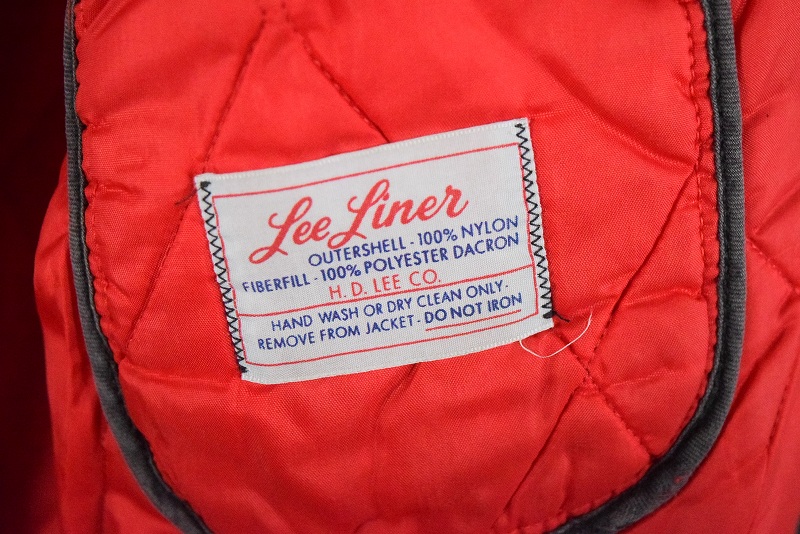 Lee Liner
OUTERSHELL - 100% NYLON
FIBERFILL - 100% POLYESTER DACRON
H. D. LEE CO.
HAND WASH OR DRY CLEAN ONLY-
REMOVE FROM JACKET - DO NOT IRON